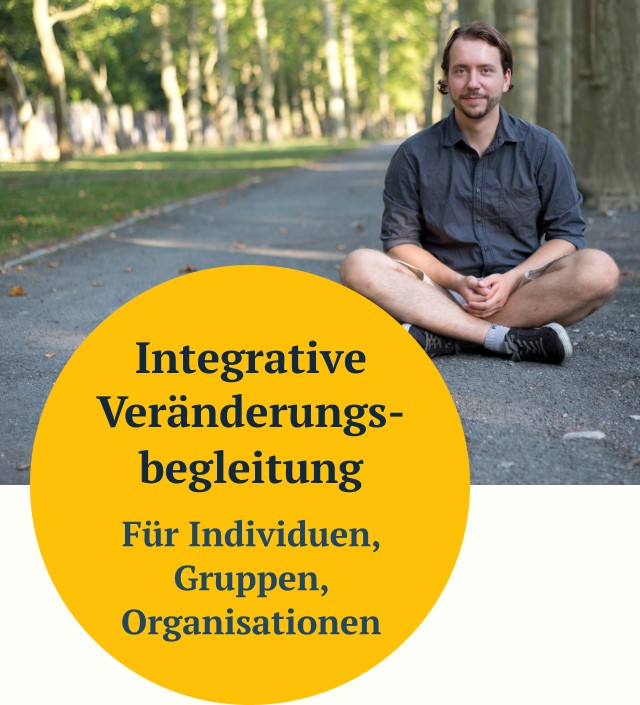 Integrative
Veränderungs-
begleitung
Für Individuen,
Gruppen,
Organisationen